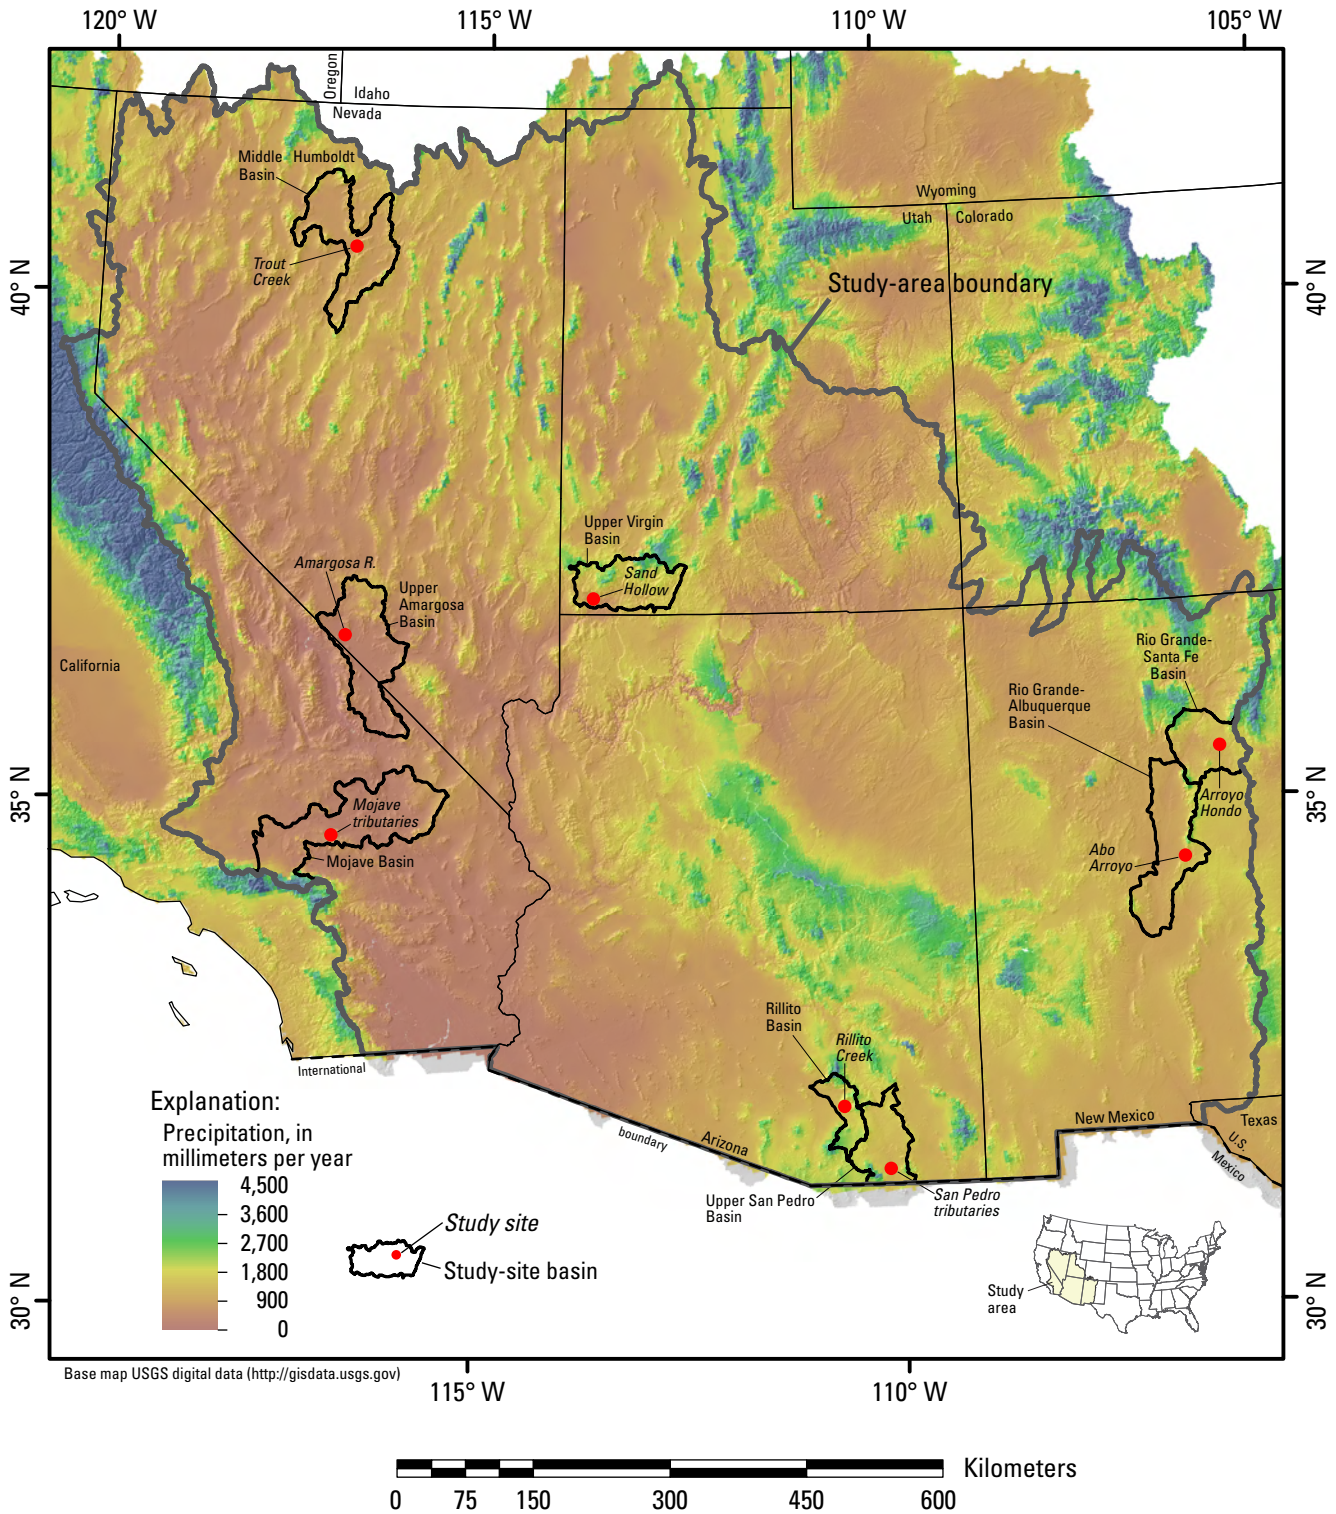 120° W
115° W
110° W
105° W
Oregon
Idaho
Nevada
Middle Humboldt
Basin
Wyoming
Utah
Colorado
Trout
Creek
40° N
40° N
Study-area boundary
Upper Virgin
Basin
Sand
Hollow
Amargosa R.
Upper
Amargosa
Basin
California
Rio Grande-
Santa Fe
Basin
Rio Grande-
Albuquerque
Basin
35° N
35° N
Mojave
tributaries
Mojave Basin
Arroyo
Hondo
Abo
Arroyo
Rillito
Basin
Rillito
Creek
International
boundary
Arizona
New Mexico
Texas
U.S.
Mexico
Upper San Pedro
Basin
San Pedro
tributaries
Explanation:
Precipitation, in
millimeters per year
4,500
3,600
2,700
1,800
900
0
Study site
Study-site basin
Study
area
30° N
30° N
Base map USGS digital data (http://gisdata.usgs.gov)
115° W
110° W
Kilometers
0
75
150
300
450
600